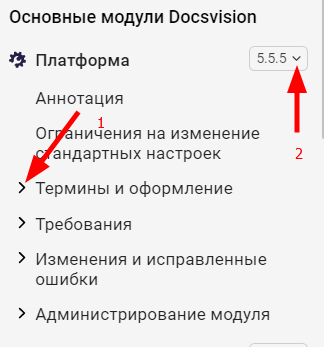 Основные модули Docsvision
Платформа 5.5.5
Аннотация
1
Ограничения на изменение
стандартных настроек
2
Термины и оформление
Требования
Изменения и исправленные
ошибки
Администрирование модуля